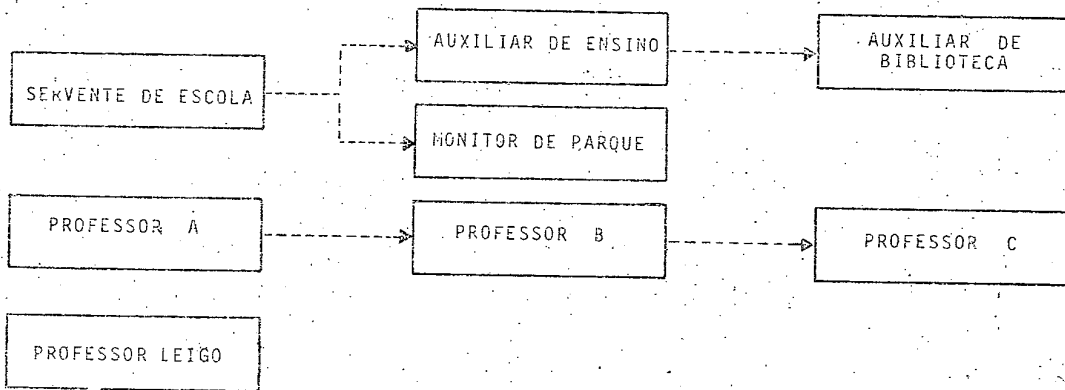 AUXILIAR DE ENSINO
AUXILIAR DE
BIBLIOTECA
SERVENTE DE ESCOLA
MONITOR DE PARQUE
PROFESSOR A
PROFESSOR B
PROFESSOR C
PROFESSOR LEIGO